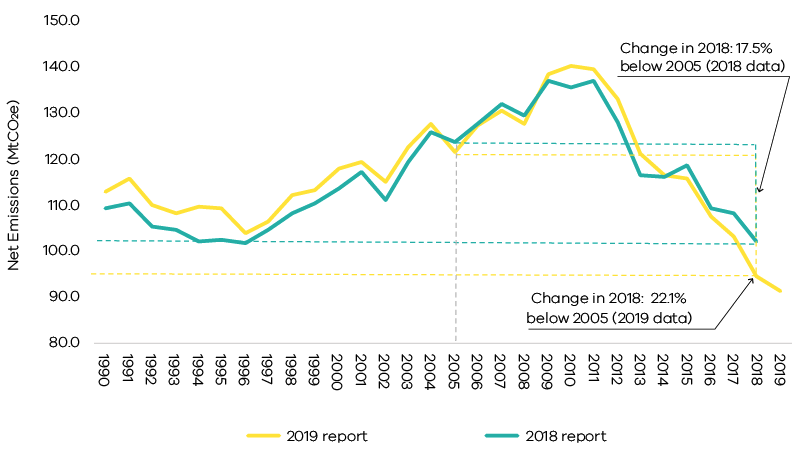 150.0
140.0
130.0
120.0
110.0
100.0
90.0
80.0
Net Emissions (MtCO2e)
Change in 2018: 17.5%
below 2005 (2018 data)
Change in 2018: 22.1%
below 2005 (2019 data)
1990 1991 1992 1993 1994 1995 1996 1997 1998 1999 2000 2001 2002 2003 2004 2005 2006 2007 2008 2009 2010 2011 2012 2013 2014 2015 2016 2017 2018 2019
2019 report 2018 report